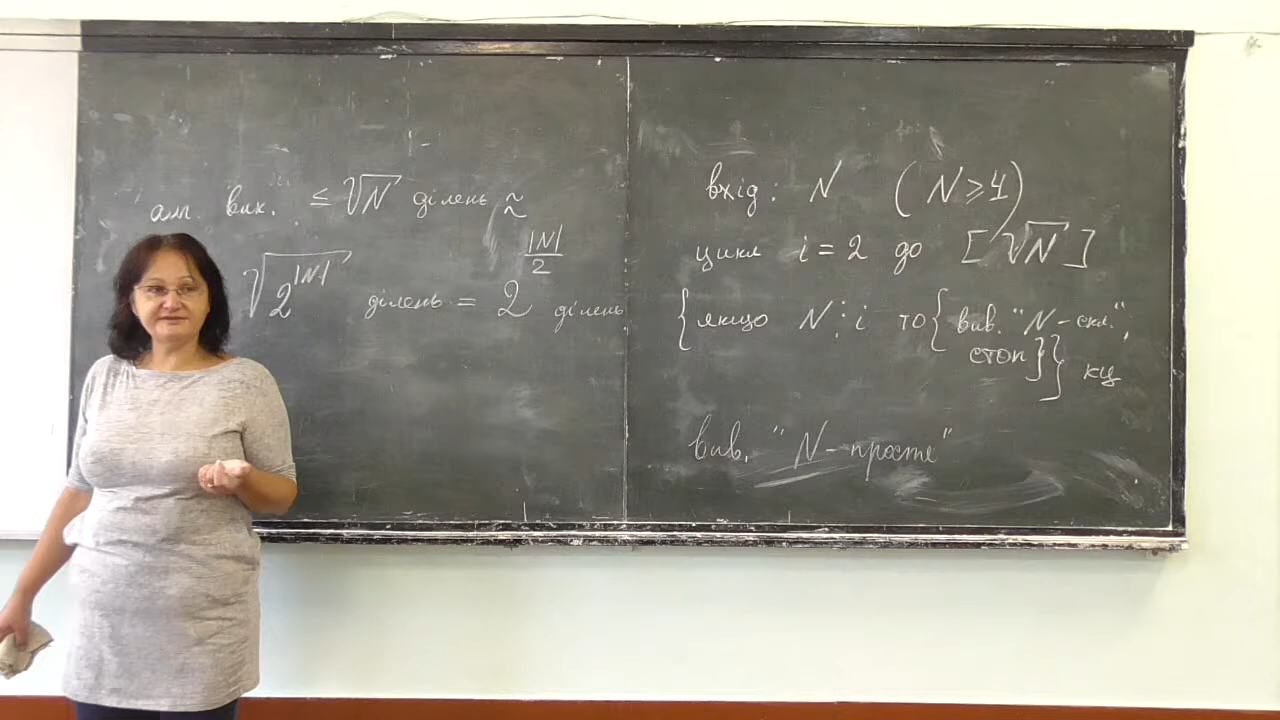 алг. вик. ≤ √N ділень ≈
√2^|N| ділень = 2^(|N|/2) ділень
вхід: N (N ≥ 4)
цикл i = 2 до [√N]
{якщо N ⋮ i то { вив. "N – скл.";
стоп}} кц
вив. "N – просте"